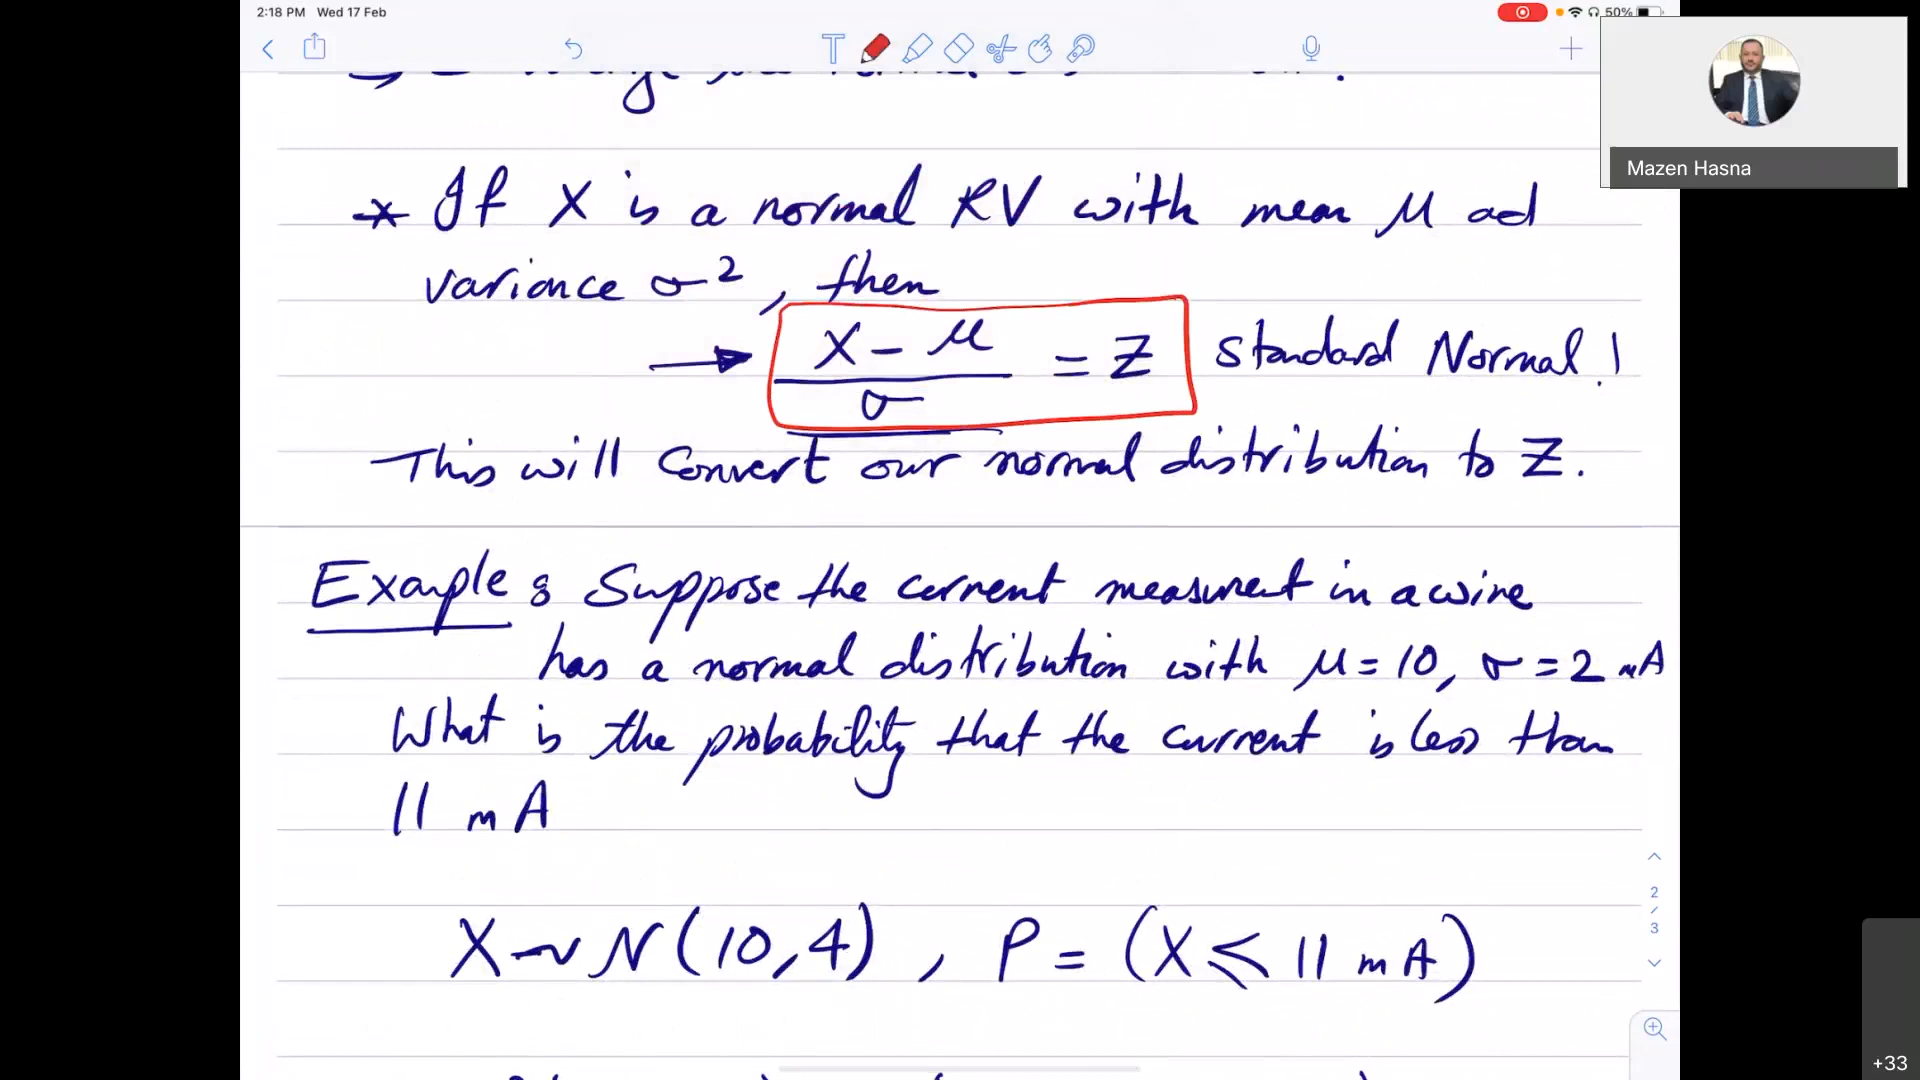 2:18 PM Wed 17 Feb
50%
Mazen Hasna
* If X is a normal RV with mean μ ad
variance σ², then
→ X - μ / σ = Z Standard Normal!
This will Convert our normal distribution to Z.
Example: Suppose the current measurment in a wire
has a normal distribution with μ = 10, σ = 2 mA
What is the probability that the current is less than
11 mA
X ~ N(10,4), P = (X ≤ 11 mA)
2
/
3
+33